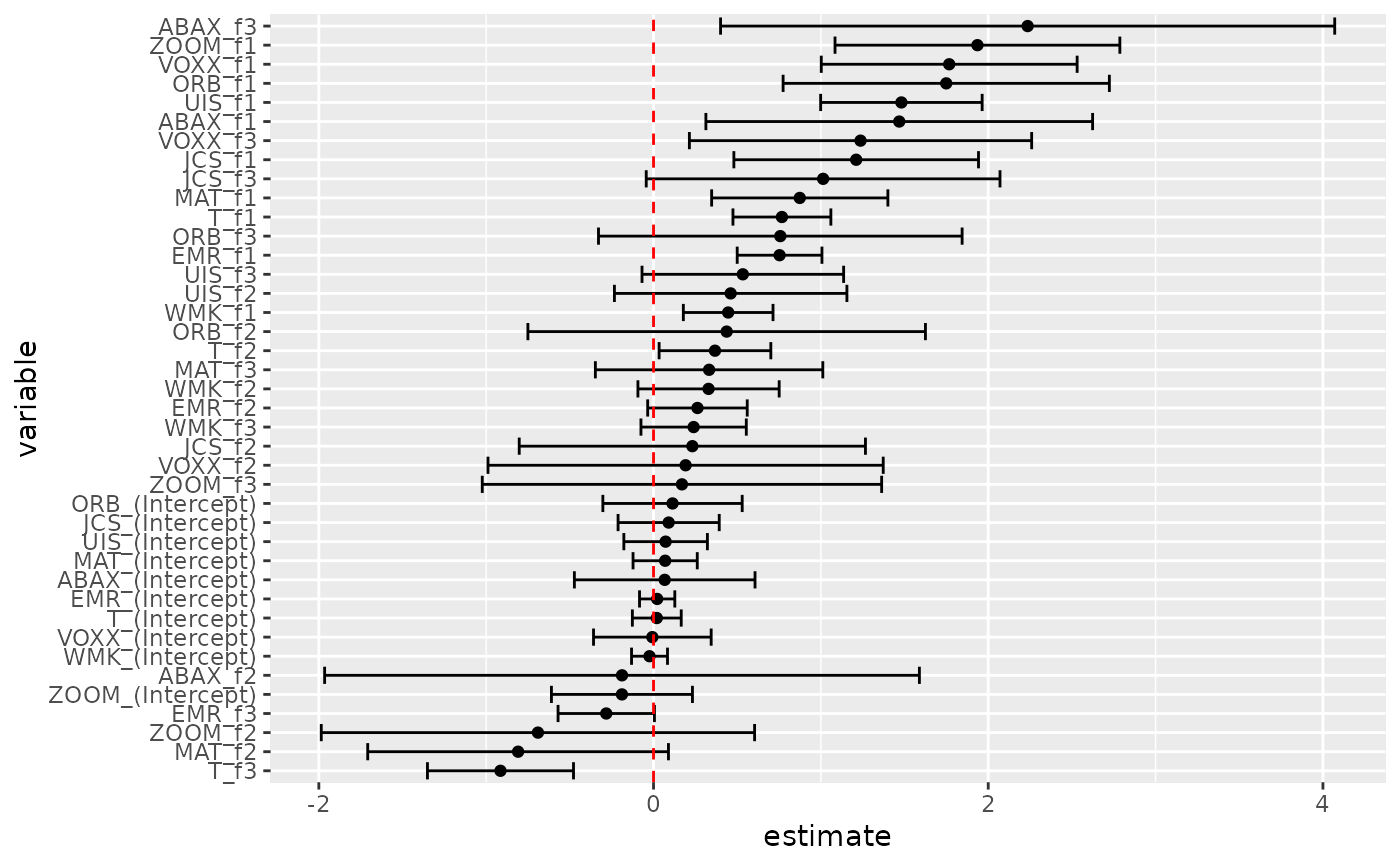 ABAX_f3
ZOOM_f1
VOXX_f1
ORB_f1
UIS_f1
ABAX_f1
VOXX_f3
JCS_f1
JCS_f3
MAT_f1
T_f1
ORB_f3
EMR_f1
UIS_f3
UIS_f2
WMK_f1
ORB_f2
T_f2
MAT_f3
WMK_f2
EMR_f2
WMK_f3
JCS_f2
VOXX_f2
ZOOM_f3
ORB_(Intercept)
JCS_(Intercept)
UIS_(Intercept)
MAT_(Intercept)
ABAX_(Intercept)
EMR_(Intercept)
T_(Intercept)
VOXX_(Intercept)
WMK_(Intercept)
ABAX_f2
ZOOM_(Intercept)
EMR_f3
ZOOM_f2
MAT_f2
T_f3
variable
-2 0 2 4
estimate